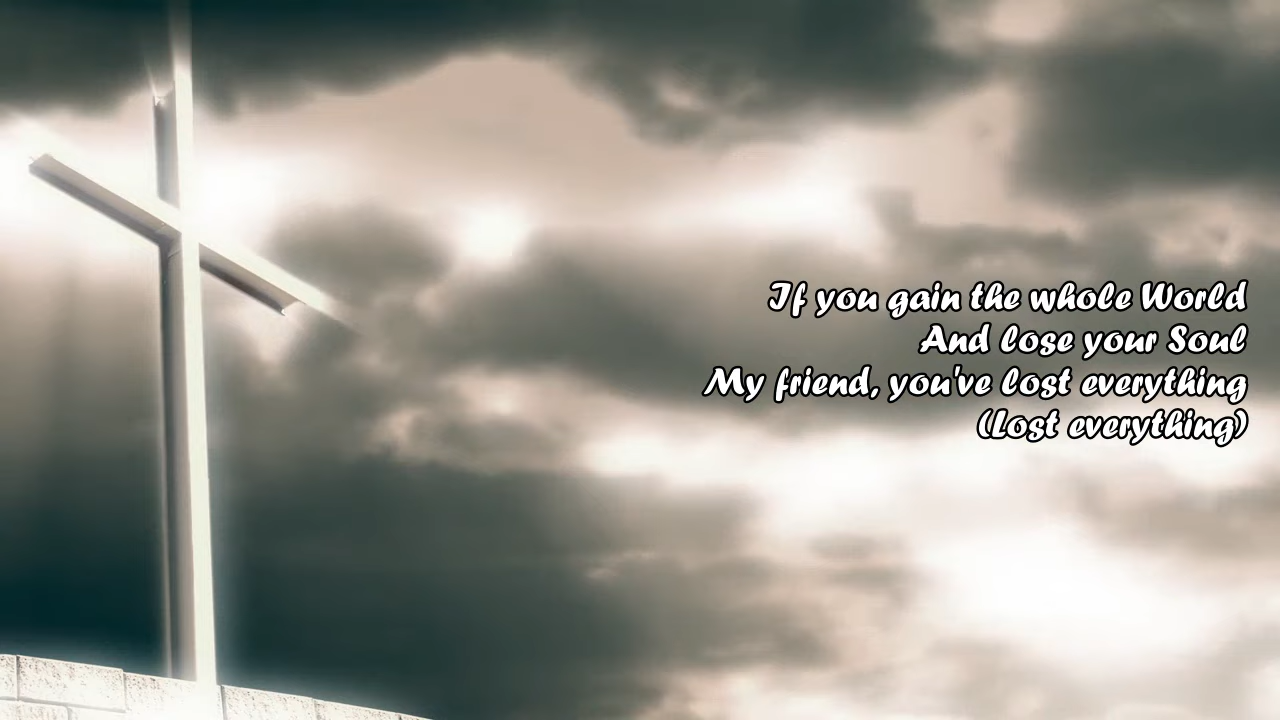 If you gain the whole World
And lose your Soul
My friend, you've lost everything
(Lost everything)